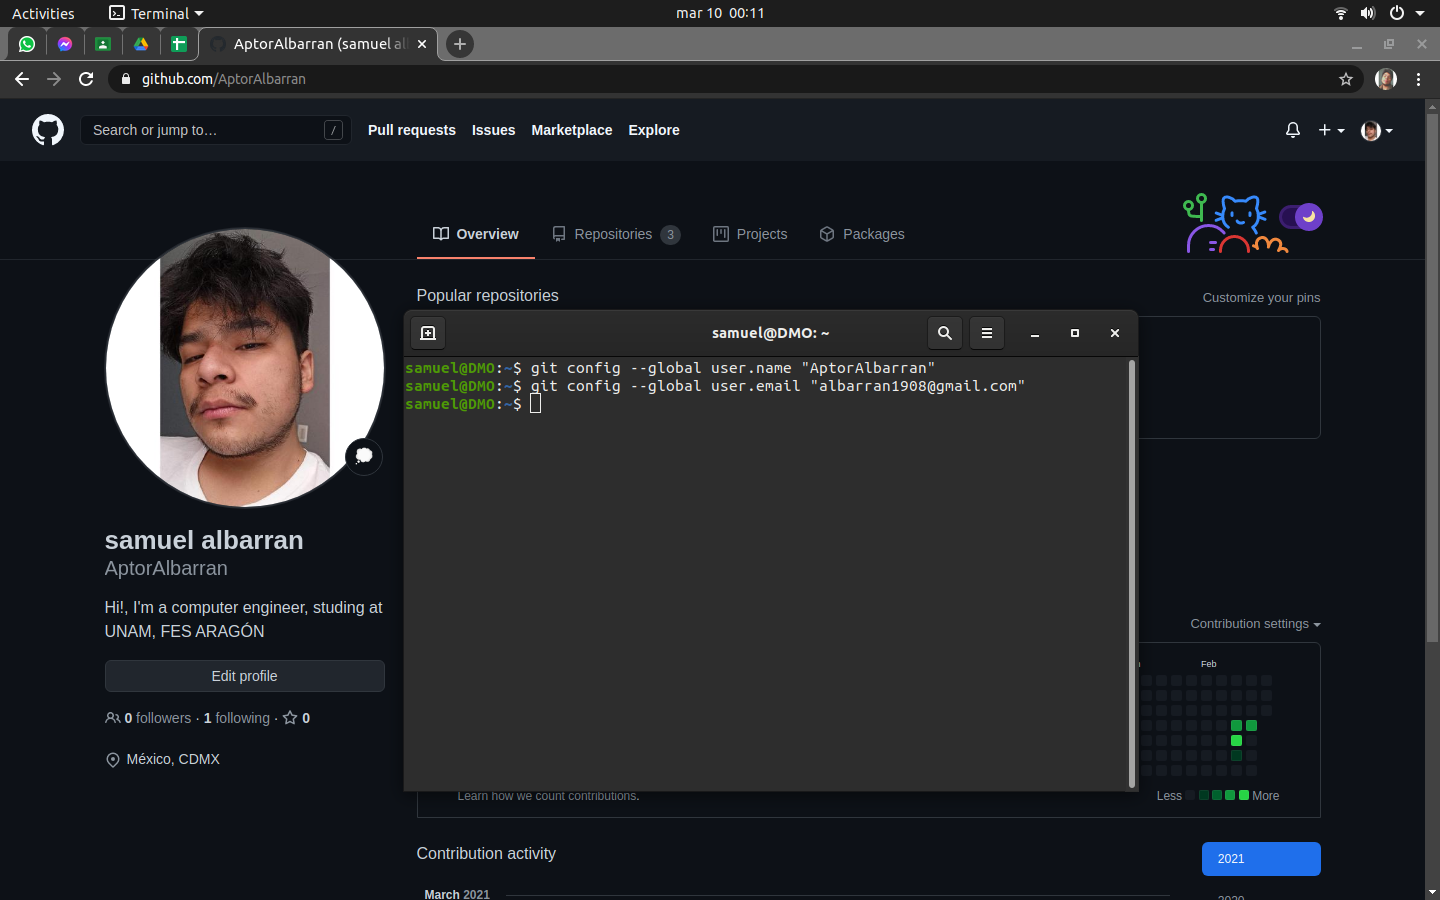 Activities
Terminal
mar 10 00:11
AptorAlbarran (samuel al
github.com/AptorAlbarran
Search or jump to…
/
Pull requests
Issues
Marketplace
Explore
Overview
Repositories 3
Projects
Packages
Popular repositories
Customize your pins
samuel@DMO: ~
samuel@DMO:~$ git config --global user.name "AptorAlbarran"
samuel@DMO:~$ git config --global user.email "albarran1908@gmail.com"
samuel@DMO:~$
samuel albarran
AptorAlbarran
Hi!, I'm a computer engineer, studing at
UNAM, FES ARAGÓN
Edit profile
0 followers · 1 following · 0
México, CDMX
Contribution settings
Feb
Learn how we count contributions.
Less
More
Contribution activity
2021
March 2021
2020